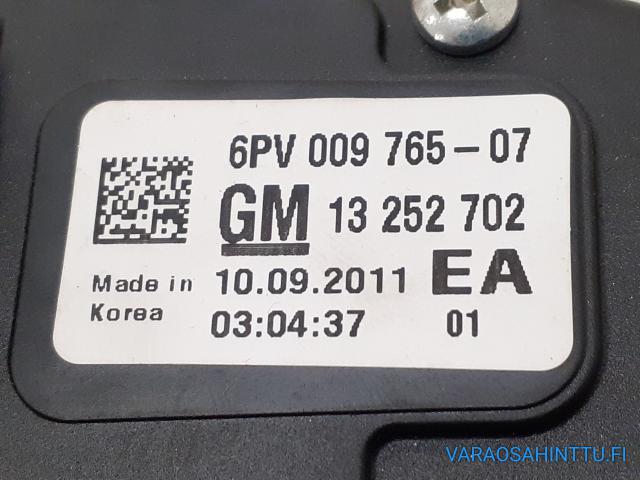 6PV 009 765-07
GM 13 252 702
Made in Korea 10.09.2011 EA
03:04:37 01
VARAOSAHINTTU.FI